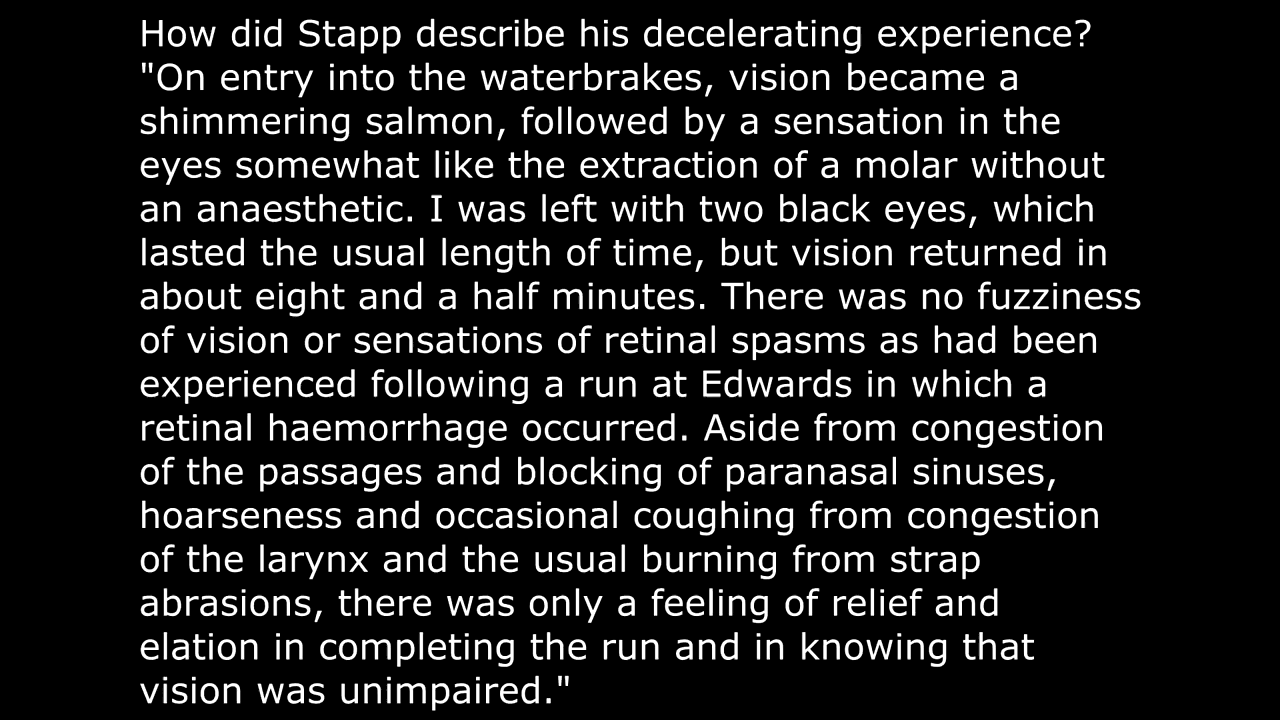 How did Stapp describe his decelerating experience?
"On entry into the waterbrakes, vision became a
shimmering salmon, followed by a sensation in the
eyes somewhat like the extraction of a molar without
an anaesthetic. I was left with two black eyes, which
lasted the usual length of time, but vision returned in
about eight and a half minutes. There was no fuzziness
of vision or sensations of retinal spasms as had been
experienced following a run at Edwards in which a
retinal haemorrhage occurred. Aside from congestion
of the passages and blocking of paranasal sinuses,
hoarseness and occasional coughing from congestion
of the larynx and the usual burning from strap
abrasions, there was only a feeling of relief and
elation in completing the run and in knowing that
vision was unimpaired."